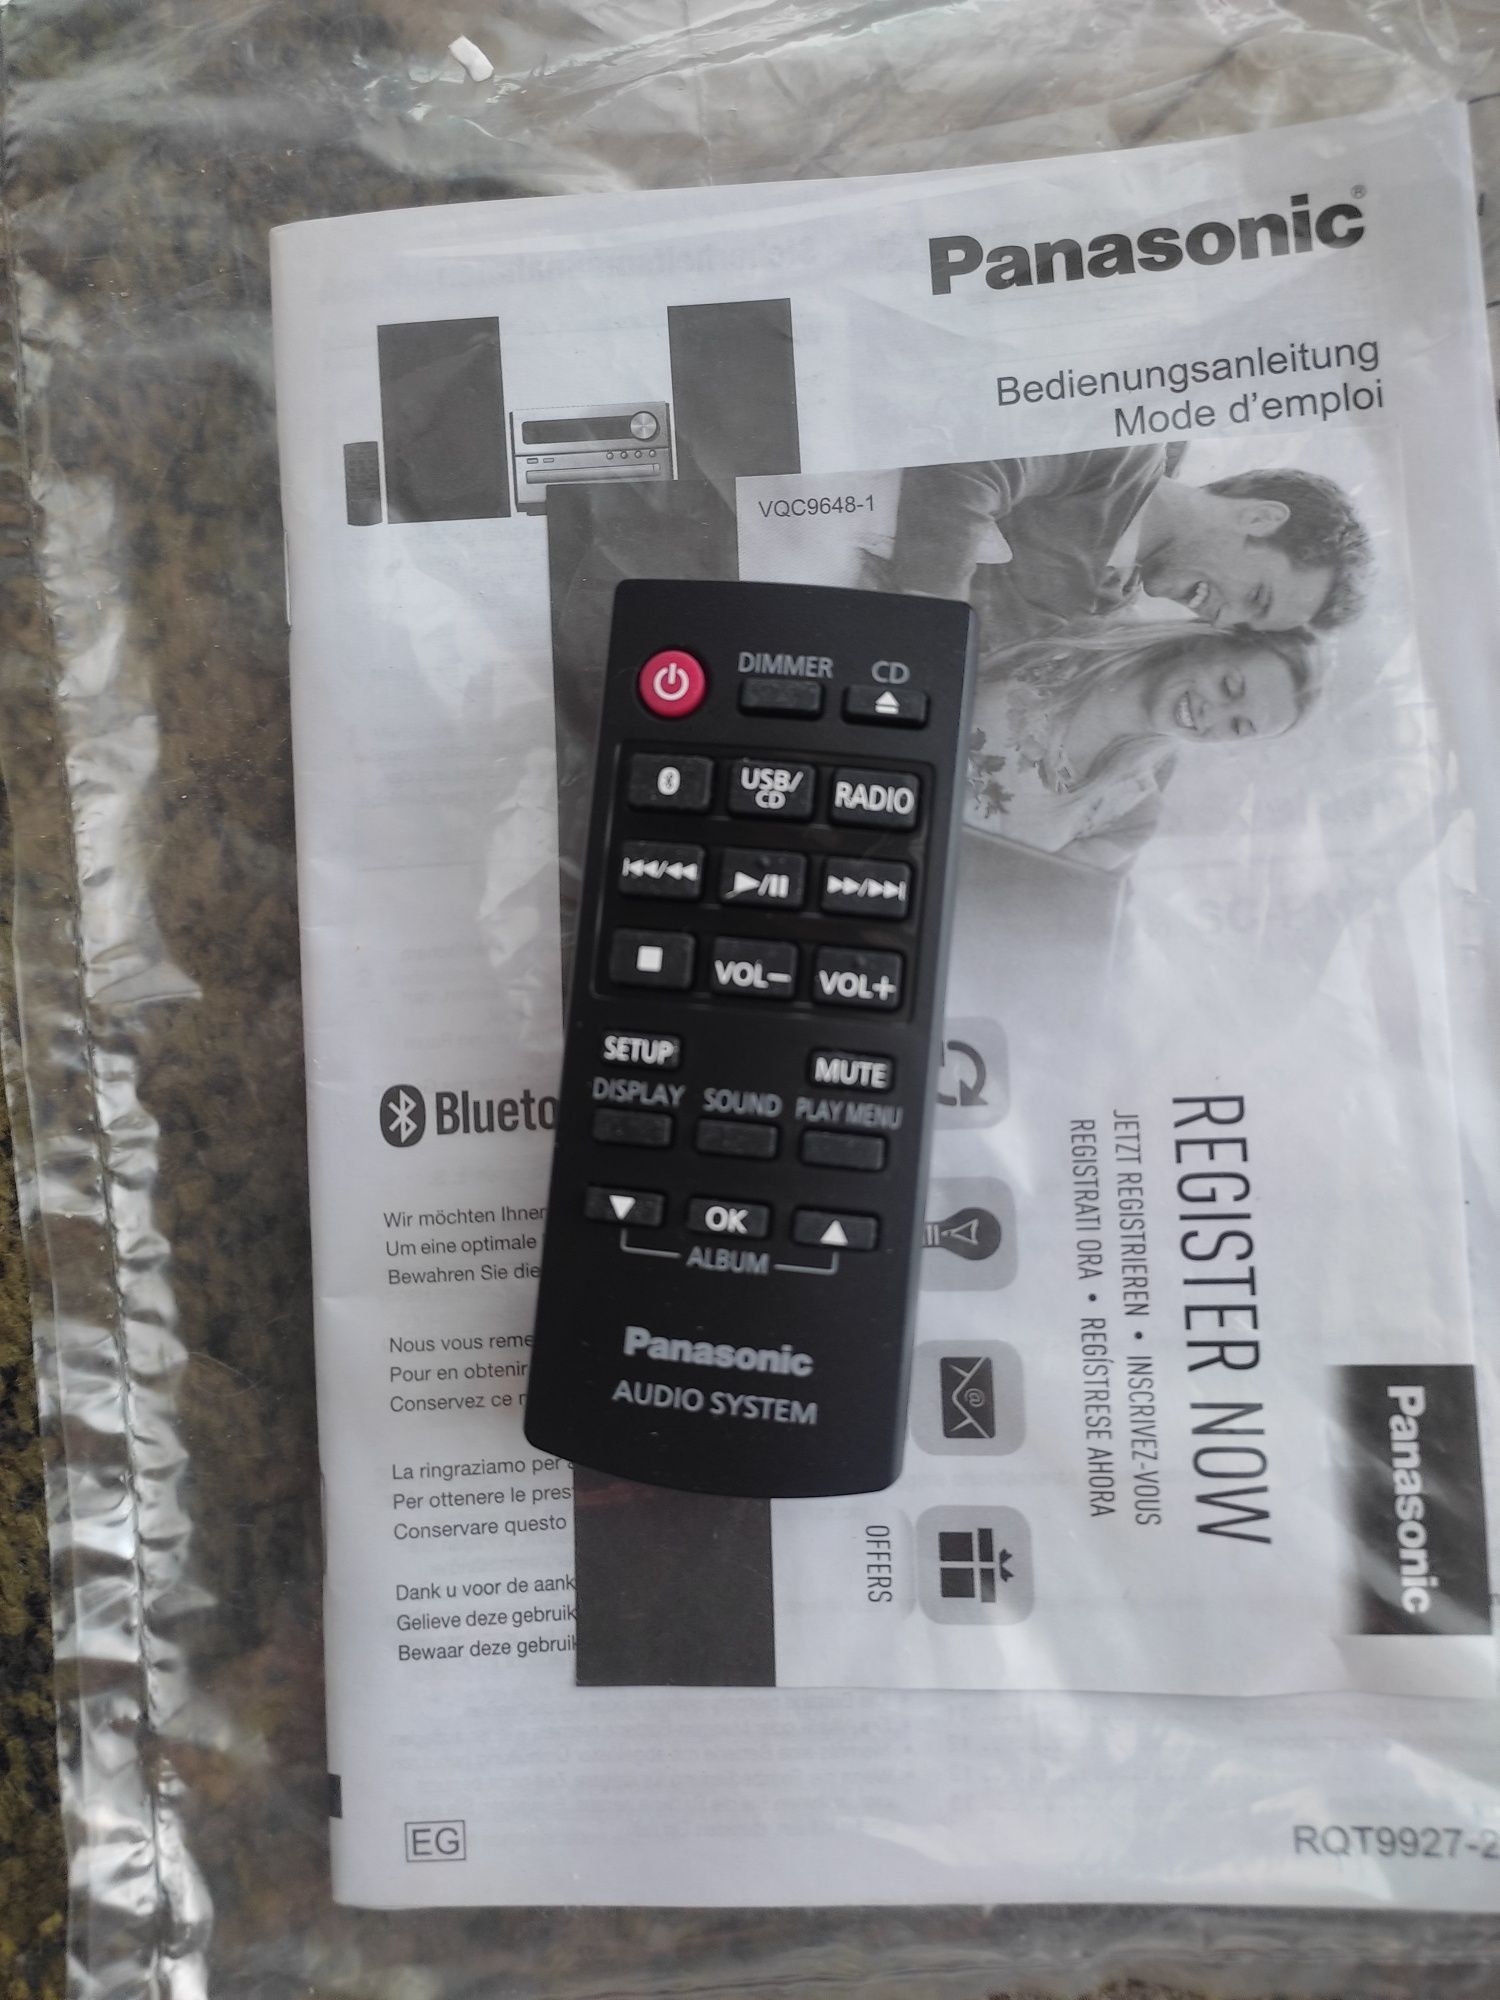 Panasonic®
Bedienungsanleitung
Mode d'emploi
VQC9648-1
DIMMER
CD
USB/
CD
RADIO
VOL-
VOL+
SETUP
MUTE
DISPLAY
SOUND
PLAY MENU
OK
ALBUM
Panasonic
AUDIO SYSTEM
Blueto
Wir möchten Ihnen
Um eine optimale
Bewahren Sie die
Nous vous reme
Pour en obtenir
Conservez ce
La ringraziamo per
Per ottenere le pres
Conservare questo
Dank u voor de aank
Gelieve deze gebruik
Bewaar deze gebruik
REGISTER NOW
JETZT REGISTRIEREN • INSCRIVEZ-VOUS
REGISTRATI ORA • REGÍSTRESE AHORA
OFFERS
Panasonic
EG
RQT9927-2